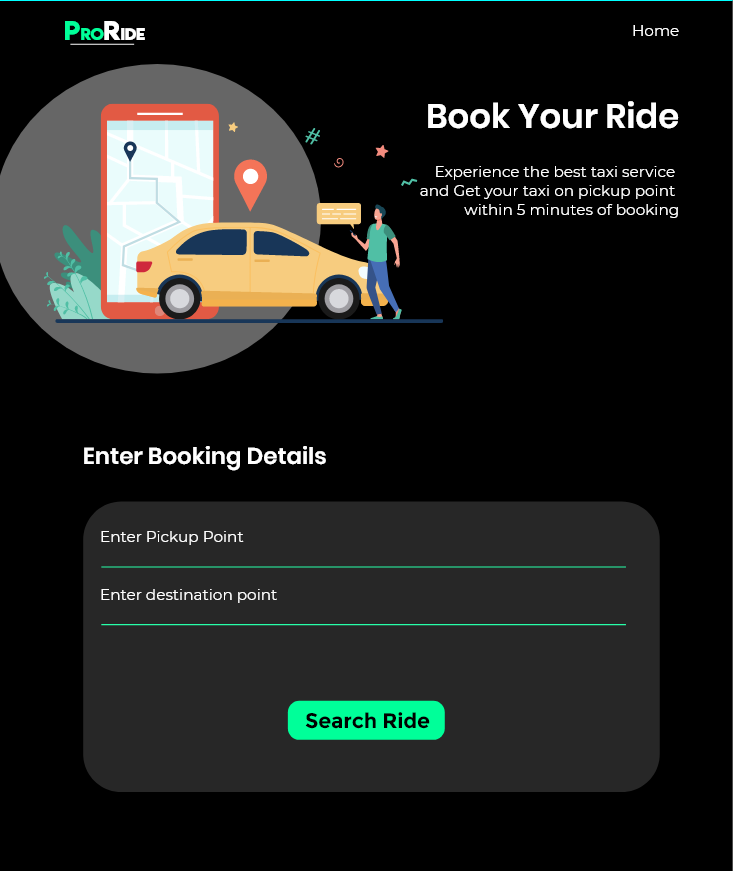 PRORIDE
Home
Book Your Ride
Experience the best taxi service
and Get your taxi on pickup point
within 5 minutes of booking
#
Enter Booking Details
Enter Pickup Point
Enter destination point
Search Ride